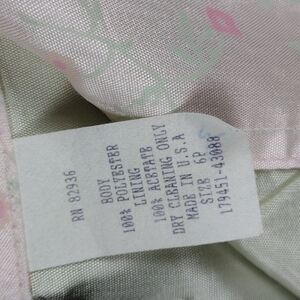 RN 82936
BODY
100% POLYESTER
LINING
100% ACETATE
DRY CLEANING ONLY
MADE IN U.S.A
SIZE 6P
179451-43088